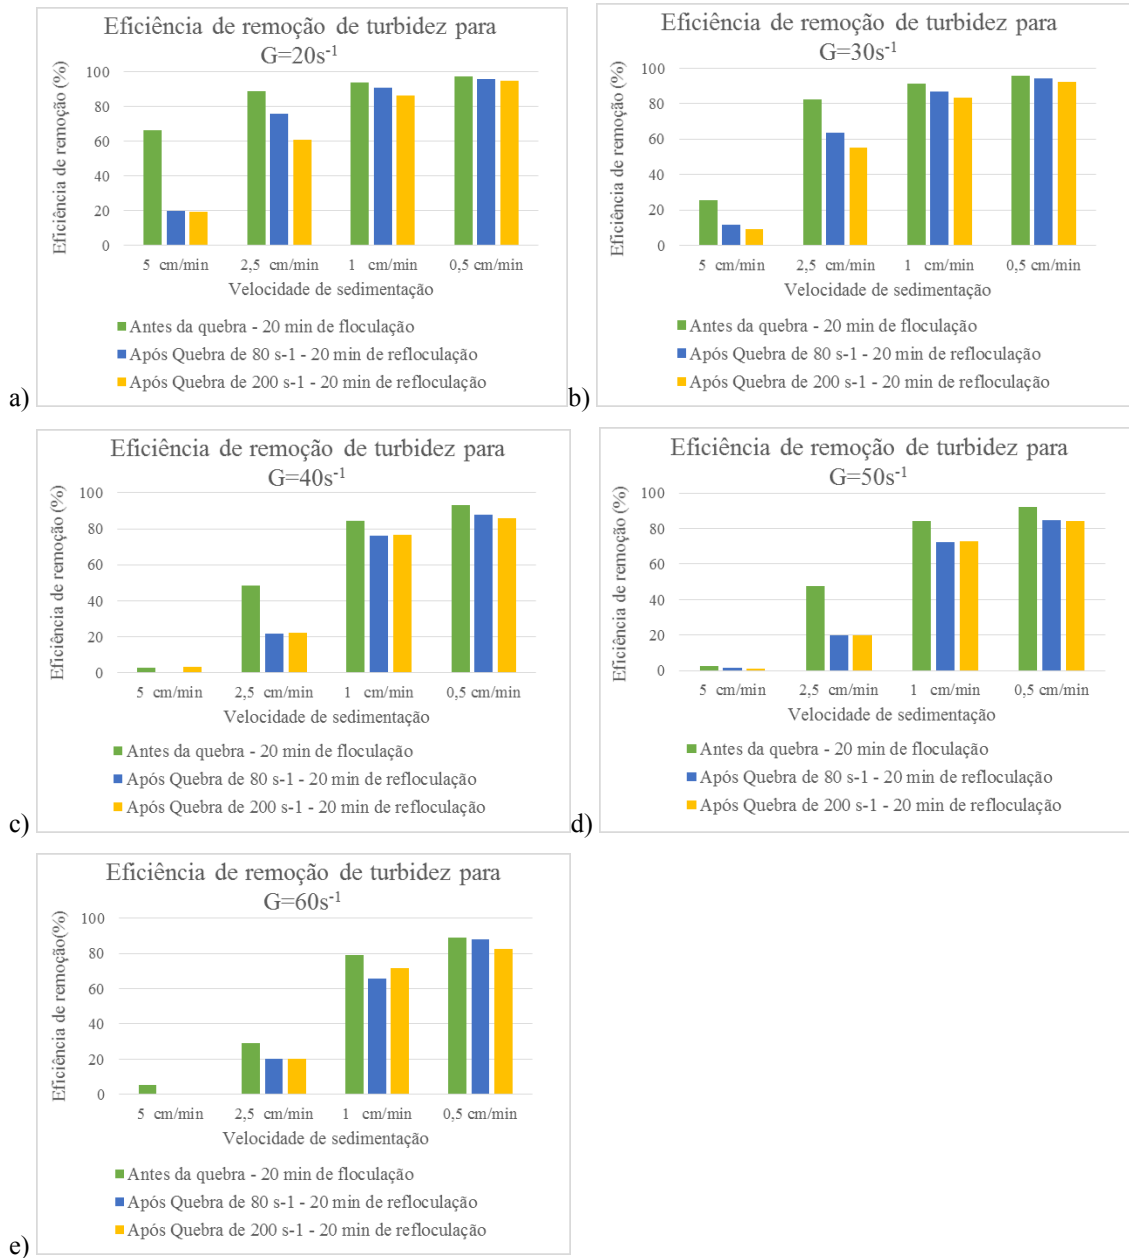 Eficiência de remoção de turbidez para
G=20s-1
Eficiência de remoção (%)
100
80
60
40
20
0
5 cm/min
2,5 cm/min
1 cm/min
0,5 cm/min
Velocidade de sedimentação
Antes da quebra - 20 min de floculação
Após Quebra de 80 s-1 - 20 min de refloculação
Após Quebra de 200 s-1 - 20 min de refloculação
a)
Eficiência de remoção de turbidez para
G=30s-1
Eficiência de remoção (%)
100
80
60
40
20
0
5 cm/min
2,5 cm/min
1 cm/min
0,5 cm/min
Velocidade de sedimentação
Antes da quebra - 20 min de floculação
Após Quebra de 80 s-1 - 20 min de refloculação
Após Quebra de 200 s-1 - 20 min de refloculação
b)
Eficiência de remoção de turbidez para
G=40s-1
Eficiência de remoção (%)
100
80
60
40
20
0
5 cm/min
2,5 cm/min
1 cm/min
0,5 cm/min
Velocidade de sedimentação
Antes da quebra - 20 min de floculação
Após Quebra de 80 s-1 - 20 min de refloculação
Após Quebra de 200 s-1 - 20 min de refloculação
c)
Eficiência de remoção de turbidez para
G=50s-1
Eficiência de remoção (%)
100
80
60
40
20
0
5 cm/min
2,5 cm/min
1 cm/min
0,5 cm/min
Velocidade de sedimentação
Antes da quebra - 20 min de floculação
Após Quebra de 80 s-1 - 20 min de refloculação
Após Quebra de 200 s-1 - 20 min de refloculação
d)
Eficiência de remoção de turbidez para
G=60s-1
Eficiência de remoção(%)
100
80
60
40
20
0
5 cm/min
2,5 cm/min
1 cm/min
0,5 cm/min
Velocidade de sedimentação
Antes da quebra - 20 min de floculação
Após Quebra de 80 s-1 - 20 min de refloculação
Após Quebra de 200 s-1 - 20 min de refloculação
e)